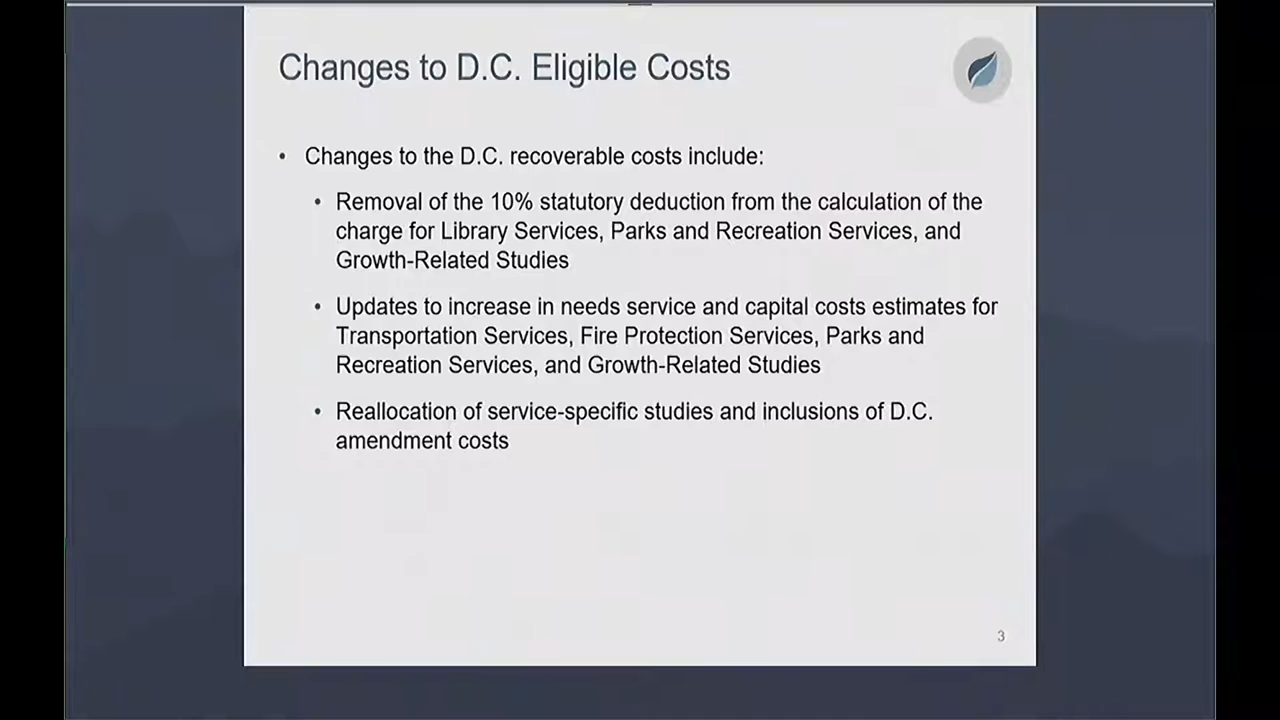 Changes to D.C. Eligible Costs
• Changes to the D.C. recoverable costs include:
• Removal of the 10% statutory deduction from the calculation of the
charge for Library Services, Parks and Recreation Services, and
Growth-Related Studies
• Updates to increase in needs service and capital costs estimates for
Transportation Services, Fire Protection Services, Parks and
Recreation Services, and Growth-Related Studies
• Reallocation of service-specific studies and inclusions of D.C.
amendment costs
3